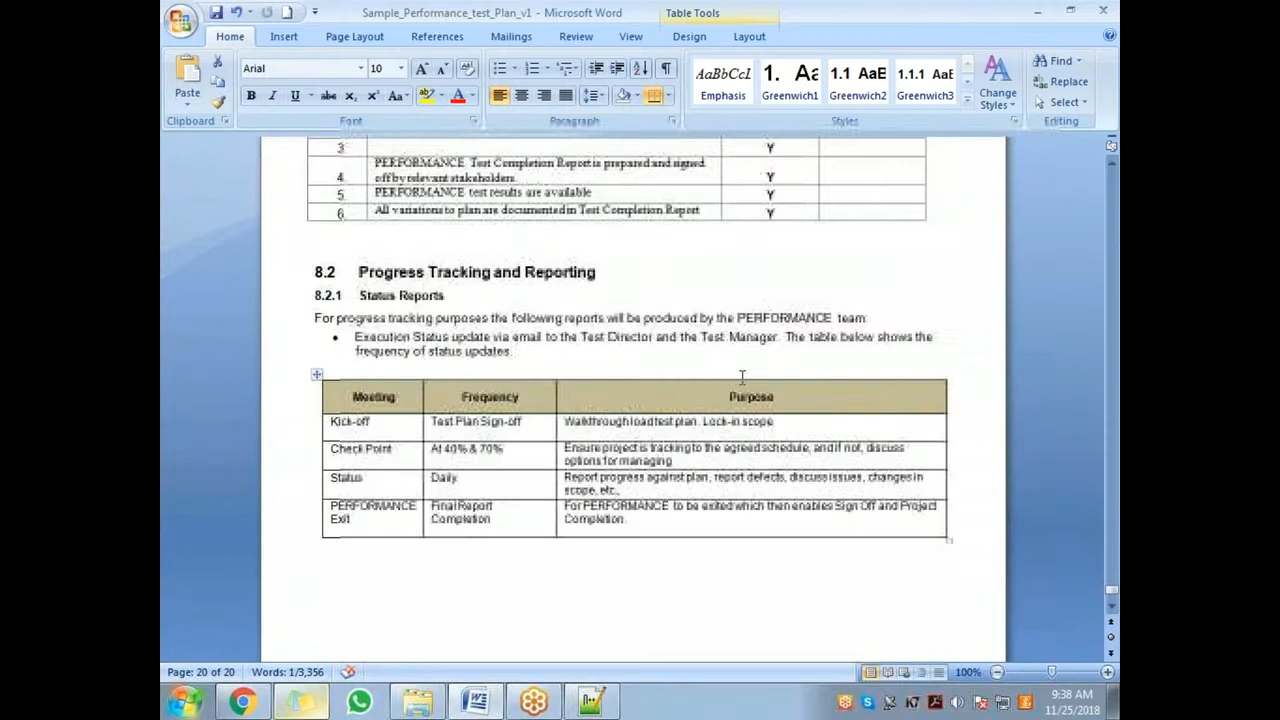 Sample_Performance_test_Plan_v1 - Microsoft Word
Table Tools
Home Insert Page Layout References Mailings Review View Design Layout
Paste
Arial 10
Find
Replace
Select
Change Styles
AaBbCcI 1. Aa 1.1 AaE 1.1.1 AaE
Emphasis Greenwich1 Greenwich2 Greenwich3
Clipboard Font Paragraph Styles Editing
3 Y
4. PERFORMANCE Test Completion Report is prepared and signed
off by relevant stakeholders. Y
5. PERFORMANCE test results are available Y
6. All variations to plan are documented in Test Completion Report Y
8.2 Progress Tracking and Reporting
8.2.1 Status Reports
For progress tracking purposes the following reports will be produced by the PERFORMANCE team:
• Execution Status update via email to the Test Director and the Test Manager. The table below shows the
frequency of status updates.
Meeting Frequency Purpose
Kick-off Test Plan Sign-off Walkthrough load test plan. Lock-in scope
Check Point At 40% & 70% Ensure project is tracking to the agreed schedule, and if not, discuss
options for managing
Status Daily Report progress against plan, report defects, discuss issues, changes in
scope, etc.,
PERFORMANCE Final Report For PERFORMANCE to be exited which then enables Sign Off and Project
Exit Completion Completion.
Page: 20 of 20 Words: 1/3,356 100%
9:38 AM
11/25/2018